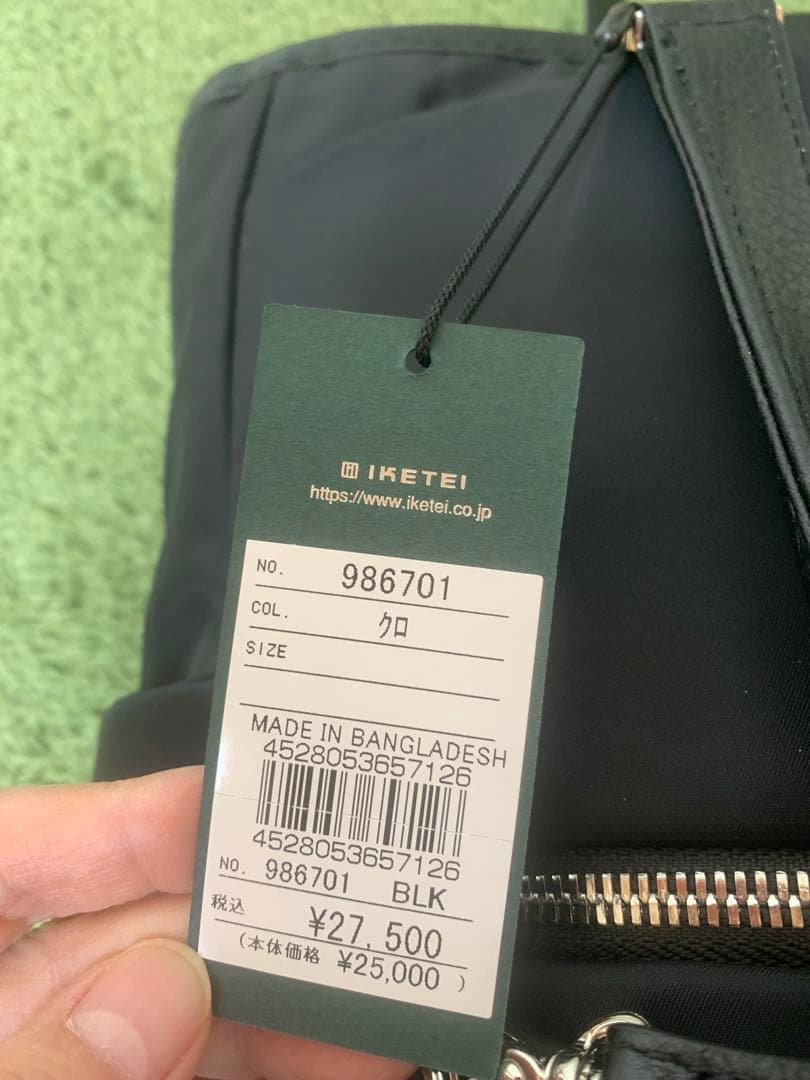 IKETEI
https://www.iketei.co.jp
NO. 986701
COL. クロ
SIZE
MADE IN BANGLADESH
4528053657126
4528053657126
NO. 986701 BLK
税込 ¥27,500
(本体価格 ¥25,000 )